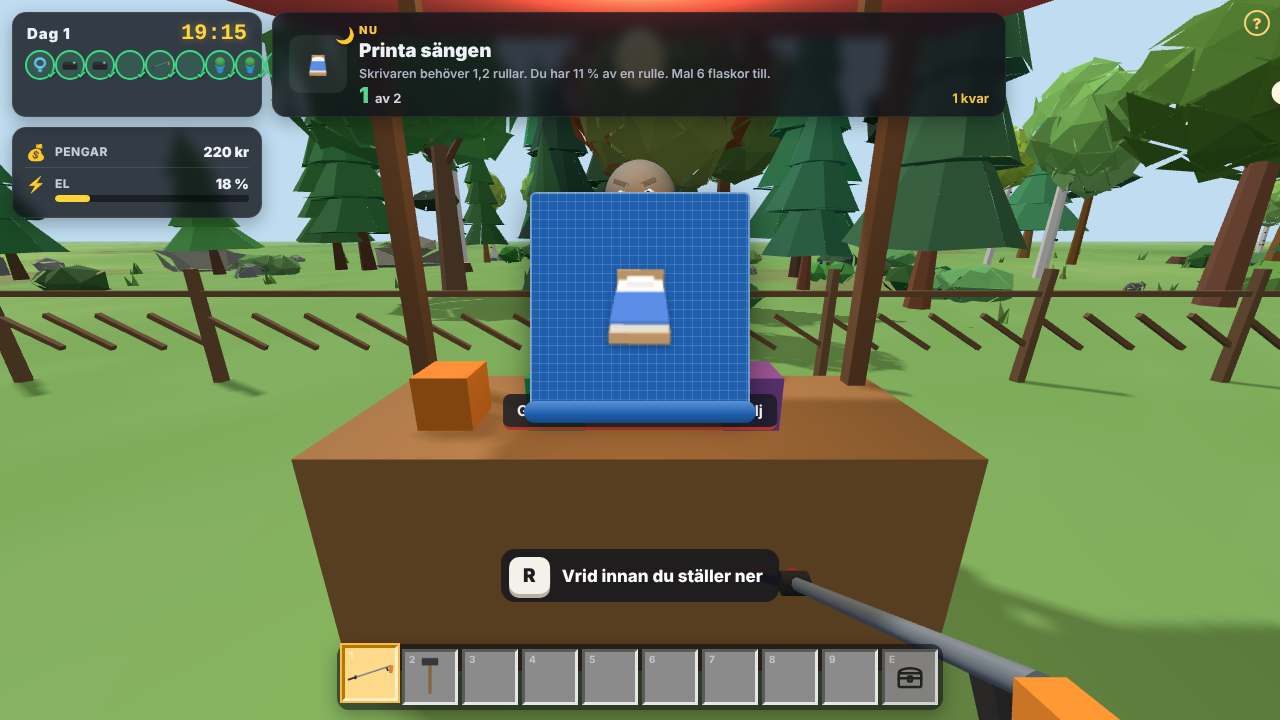 Dag 1
19:15
NU
Printa sängen
Skrivaren behöver 1,2 rullar. Du har 11 % av en rulle. Mal 6 flaskor till.
1 av 2
1 kvar
?
PENGAR
220 kr
EL
18 %
R
Vrid innan du ställer ner
2
3
4
5
6
7
8
9
E